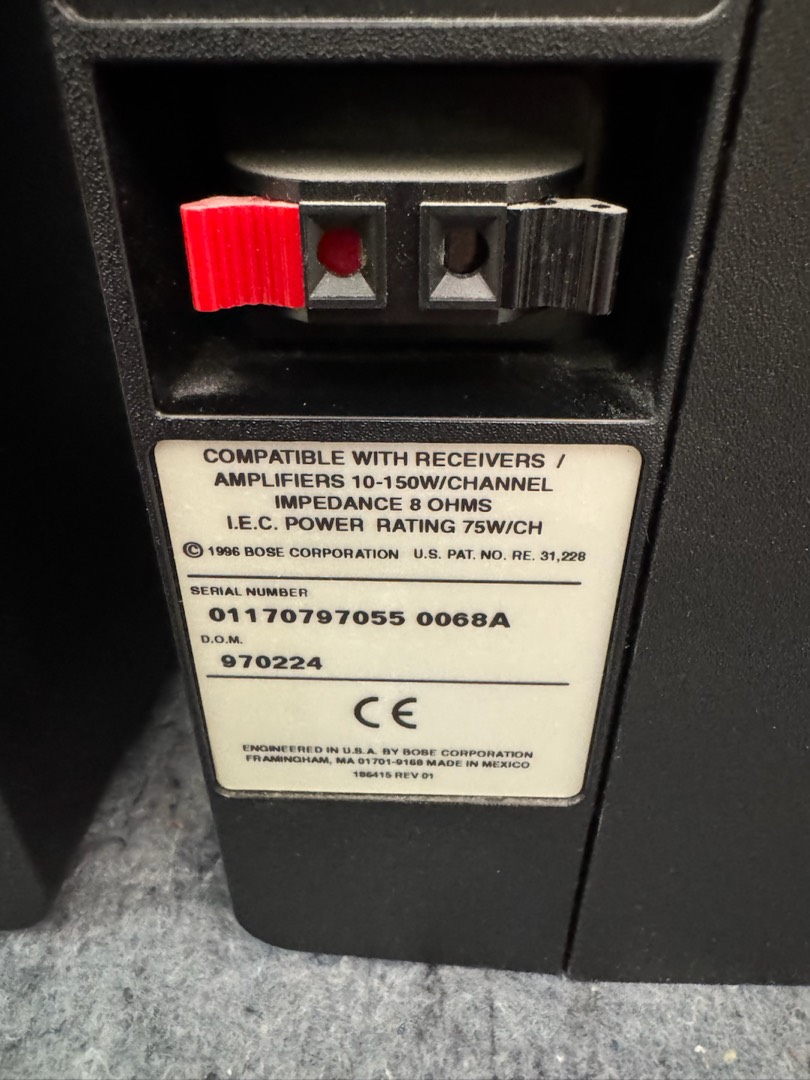 COMPATIBLE WITH RECEIVERS /
AMPLIFIERS 10-150W/CHANNEL
IMPEDANCE 8 OHMS
I.E.C. POWER RATING 75W/CH
© 1996 BOSE CORPORATION U.S. PAT. NO. RE. 31,228
SERIAL NUMBER
01170797055 0068A
D.O.M.
970224
CE
ENGINEERED IN U.S.A. BY BOSE CORPORATION
FRAMINGHAM, MA 01701-9168 MADE IN MEXICO
186415 REV 01